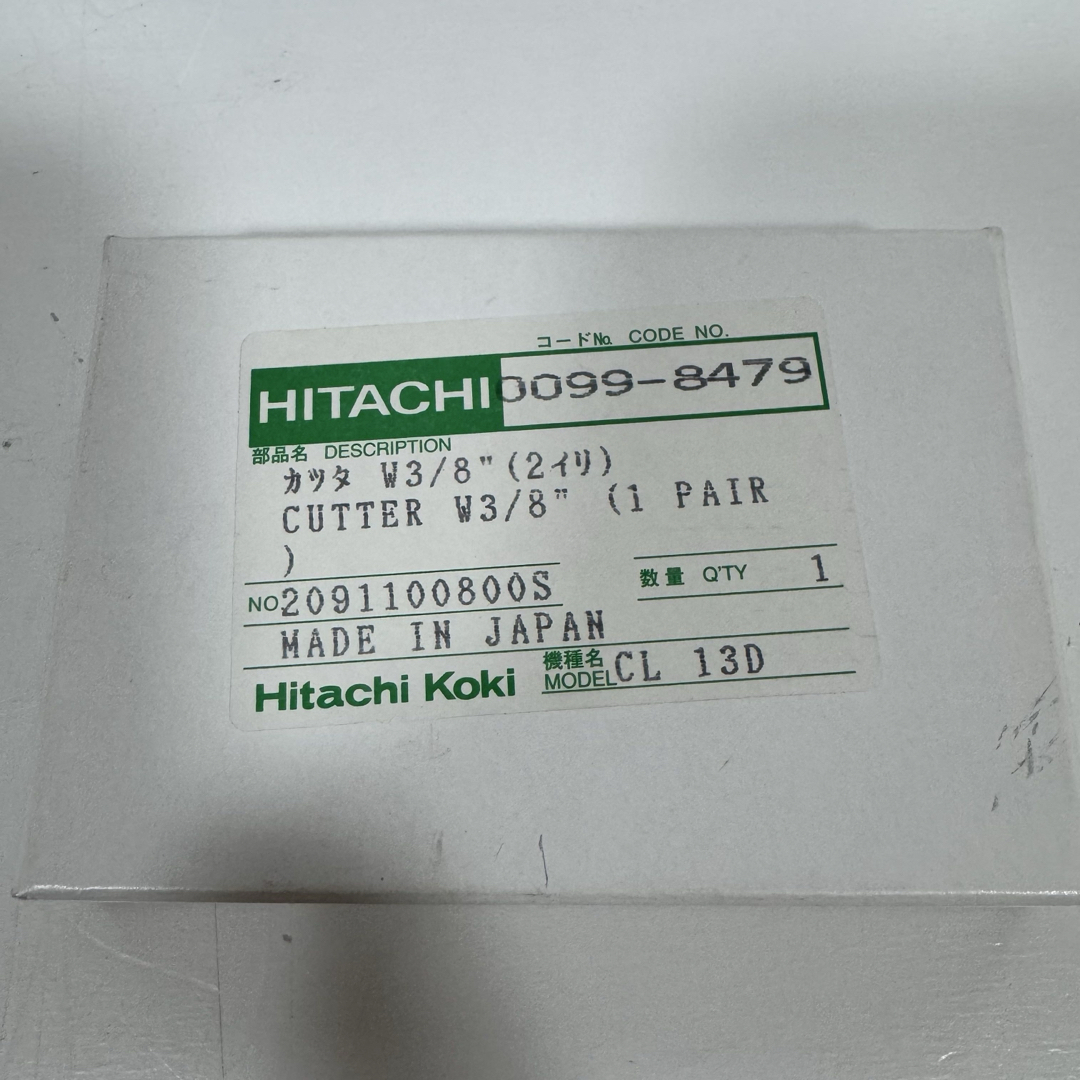 コードNo. CODE NO.
HITACHI 0099-8479
部品名 DESCRIPTION
カツタ W3/8"(2イリ)
CUTTER W3/8" (1 PAIR
)
数量 Q'TY 1
NO 2091100800S
MADE IN JAPAN
Hitachi Koki
機種名
MODEL CL 13D